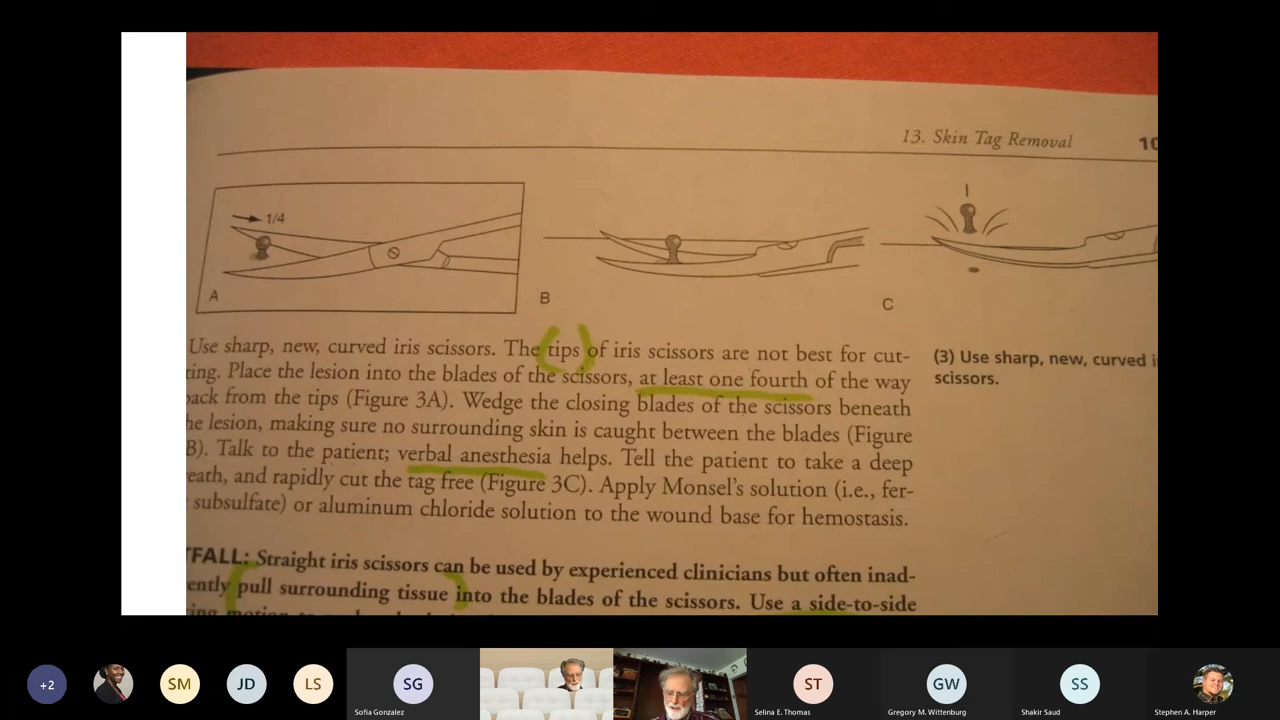 13. Skin Tag Removal 10
1/4
A
B
C
Use sharp, new, curved iris scissors. The tips of iris scissors are not best for cut-
ting. Place the lesion into the blades of the scissors, at least one fourth of the way
back from the tips (Figure 3A). Wedge the closing blades of the scissors beneath
he lesion, making sure no surrounding skin is caught between the blades (Figure
B). Talk to the patient; verbal anesthesia helps. Tell the patient to take a deep
eath, and rapidly cut the tag free (Figure 3C). Apply Monsel's solution (i.e., fer-
subsulfate) or aluminum chloride solution to the wound base for hemostasis.
(3) Use sharp, new, curved i
scissors.
TFALL: Straight iris scissors can be used by experienced clinicians but often inad-
ently pull surrounding tissue into the blades of the scissors. Use a side-to-side
+2
SM
JD
LS
SG
Sofia Gonzalez
ST
Selina E. Thomas
GW
Gregory M. Wittenburg
SS
Shakir Saud
Stephen A. Harper